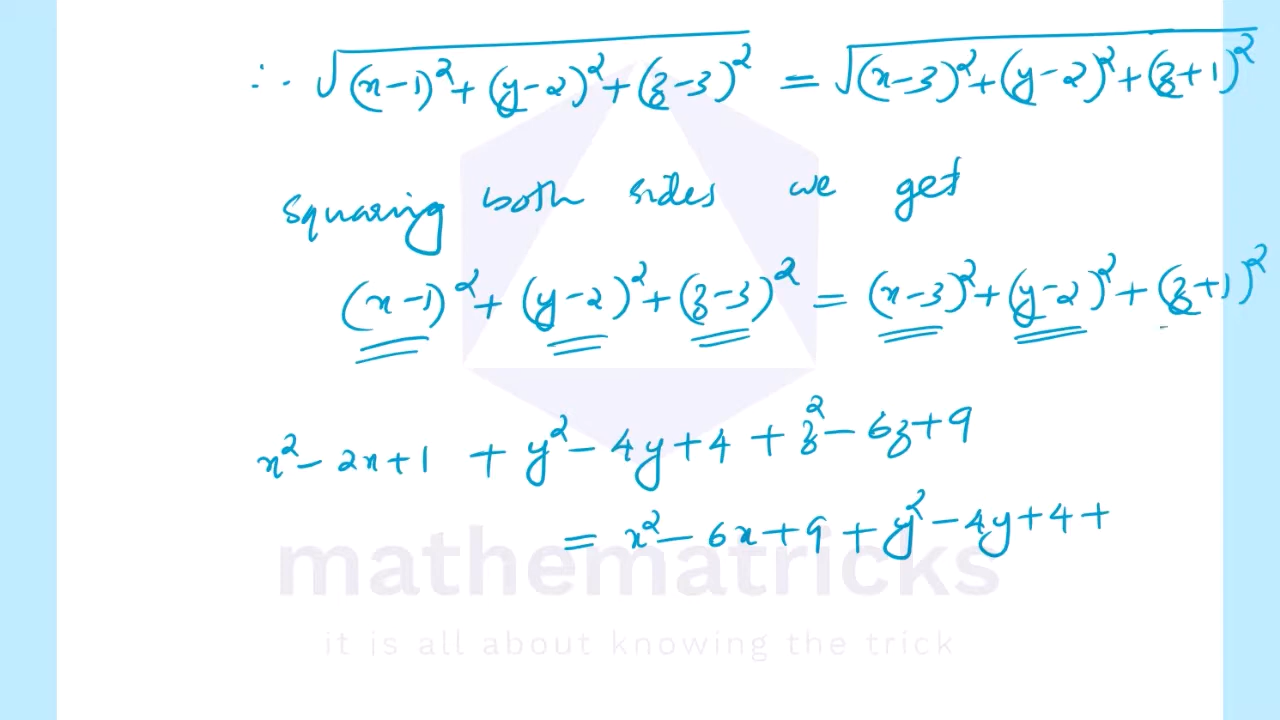 ∴ √(x-1)²+(y-2)²+(z-3)² = √(x-3)²+(y-2)²+(z+1)²
squaring both sides we get
(x-1)²+(y-2)²+(z-3)² = (x-3)²+(y-2)²+(z+1)²
x²-2x+1 + y²-4y+4+z²-6z+9
= x²-6x+9+y²-4y+4+
mathematricks
it is all about knowing the trick